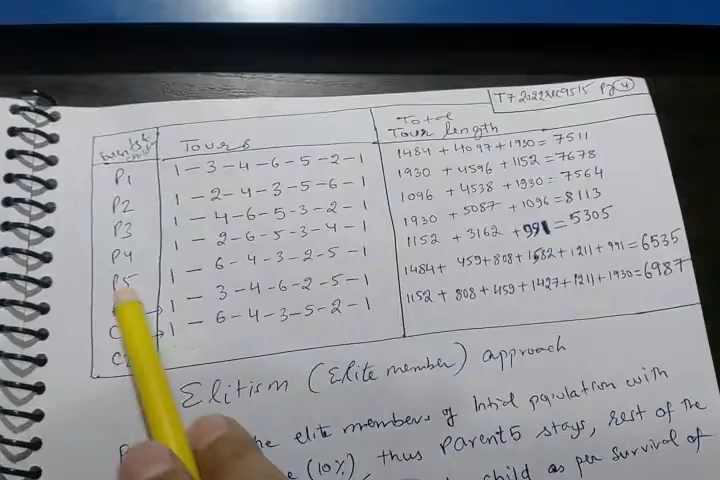 T7 2022REC9515 Pg 4
Tours
Total
Tour length
P1 1-3-4-6-5-2-1 1484 + 4097 + 1930 = 7511
P2 1-2-4-3-5-6-1 1930 + 4596 + 1152 = 7678
P3 1-4-6-5-3-2-1 1096 + 4538 + 1930 = 7564
P4 1-2-6-5-3-4-1 1930 + 5087 + 1096 = 8113
P5 1-6-4-3-2-5-1 1152 + 3162 + 991 = 5305
1-3-4-6-2-5-1 1484 + 459 + 808 + 1582 + 1211 + 991 = 6535
C2 1-6-4-3-5-2-1 1152 + 808 + 459 + 1427 + 1211 + 1930 = 6987
Elitism (Elite member) approach
the elite members of Intial population with
(10%), thus parent5 stays, rest of the
child as per survival of